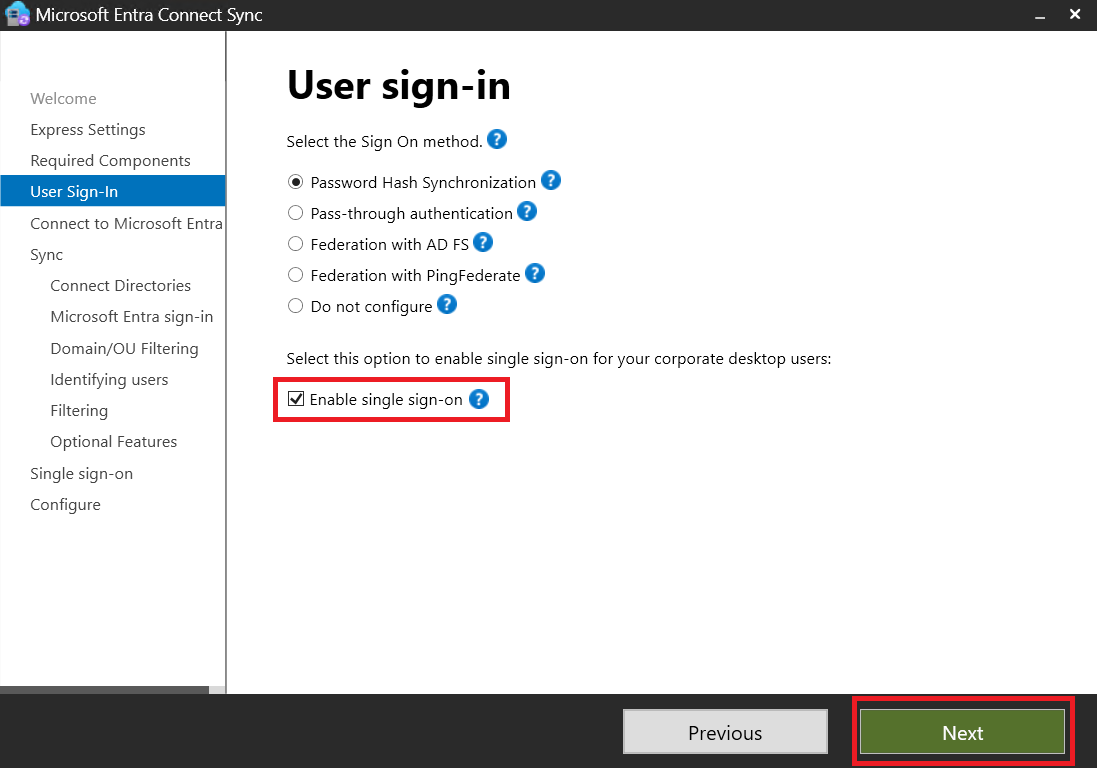 Microsoft Entra Connect Sync
Welcome
Express Settings
Required Components
User Sign-In
Connect to Microsoft Entra
Sync
Connect Directories
Microsoft Entra sign-in
Domain/OU Filtering
Identifying users
Filtering
Optional Features
Single sign-on
Configure
User sign-in
Select the Sign On method. ?
Password Hash Synchronization ?
Pass-through authentication ?
Federation with AD FS ?
Federation with PingFederate ?
Do not configure ?
Select this option to enable single sign-on for your corporate desktop users:
Enable single sign-on ?
Previous
Next